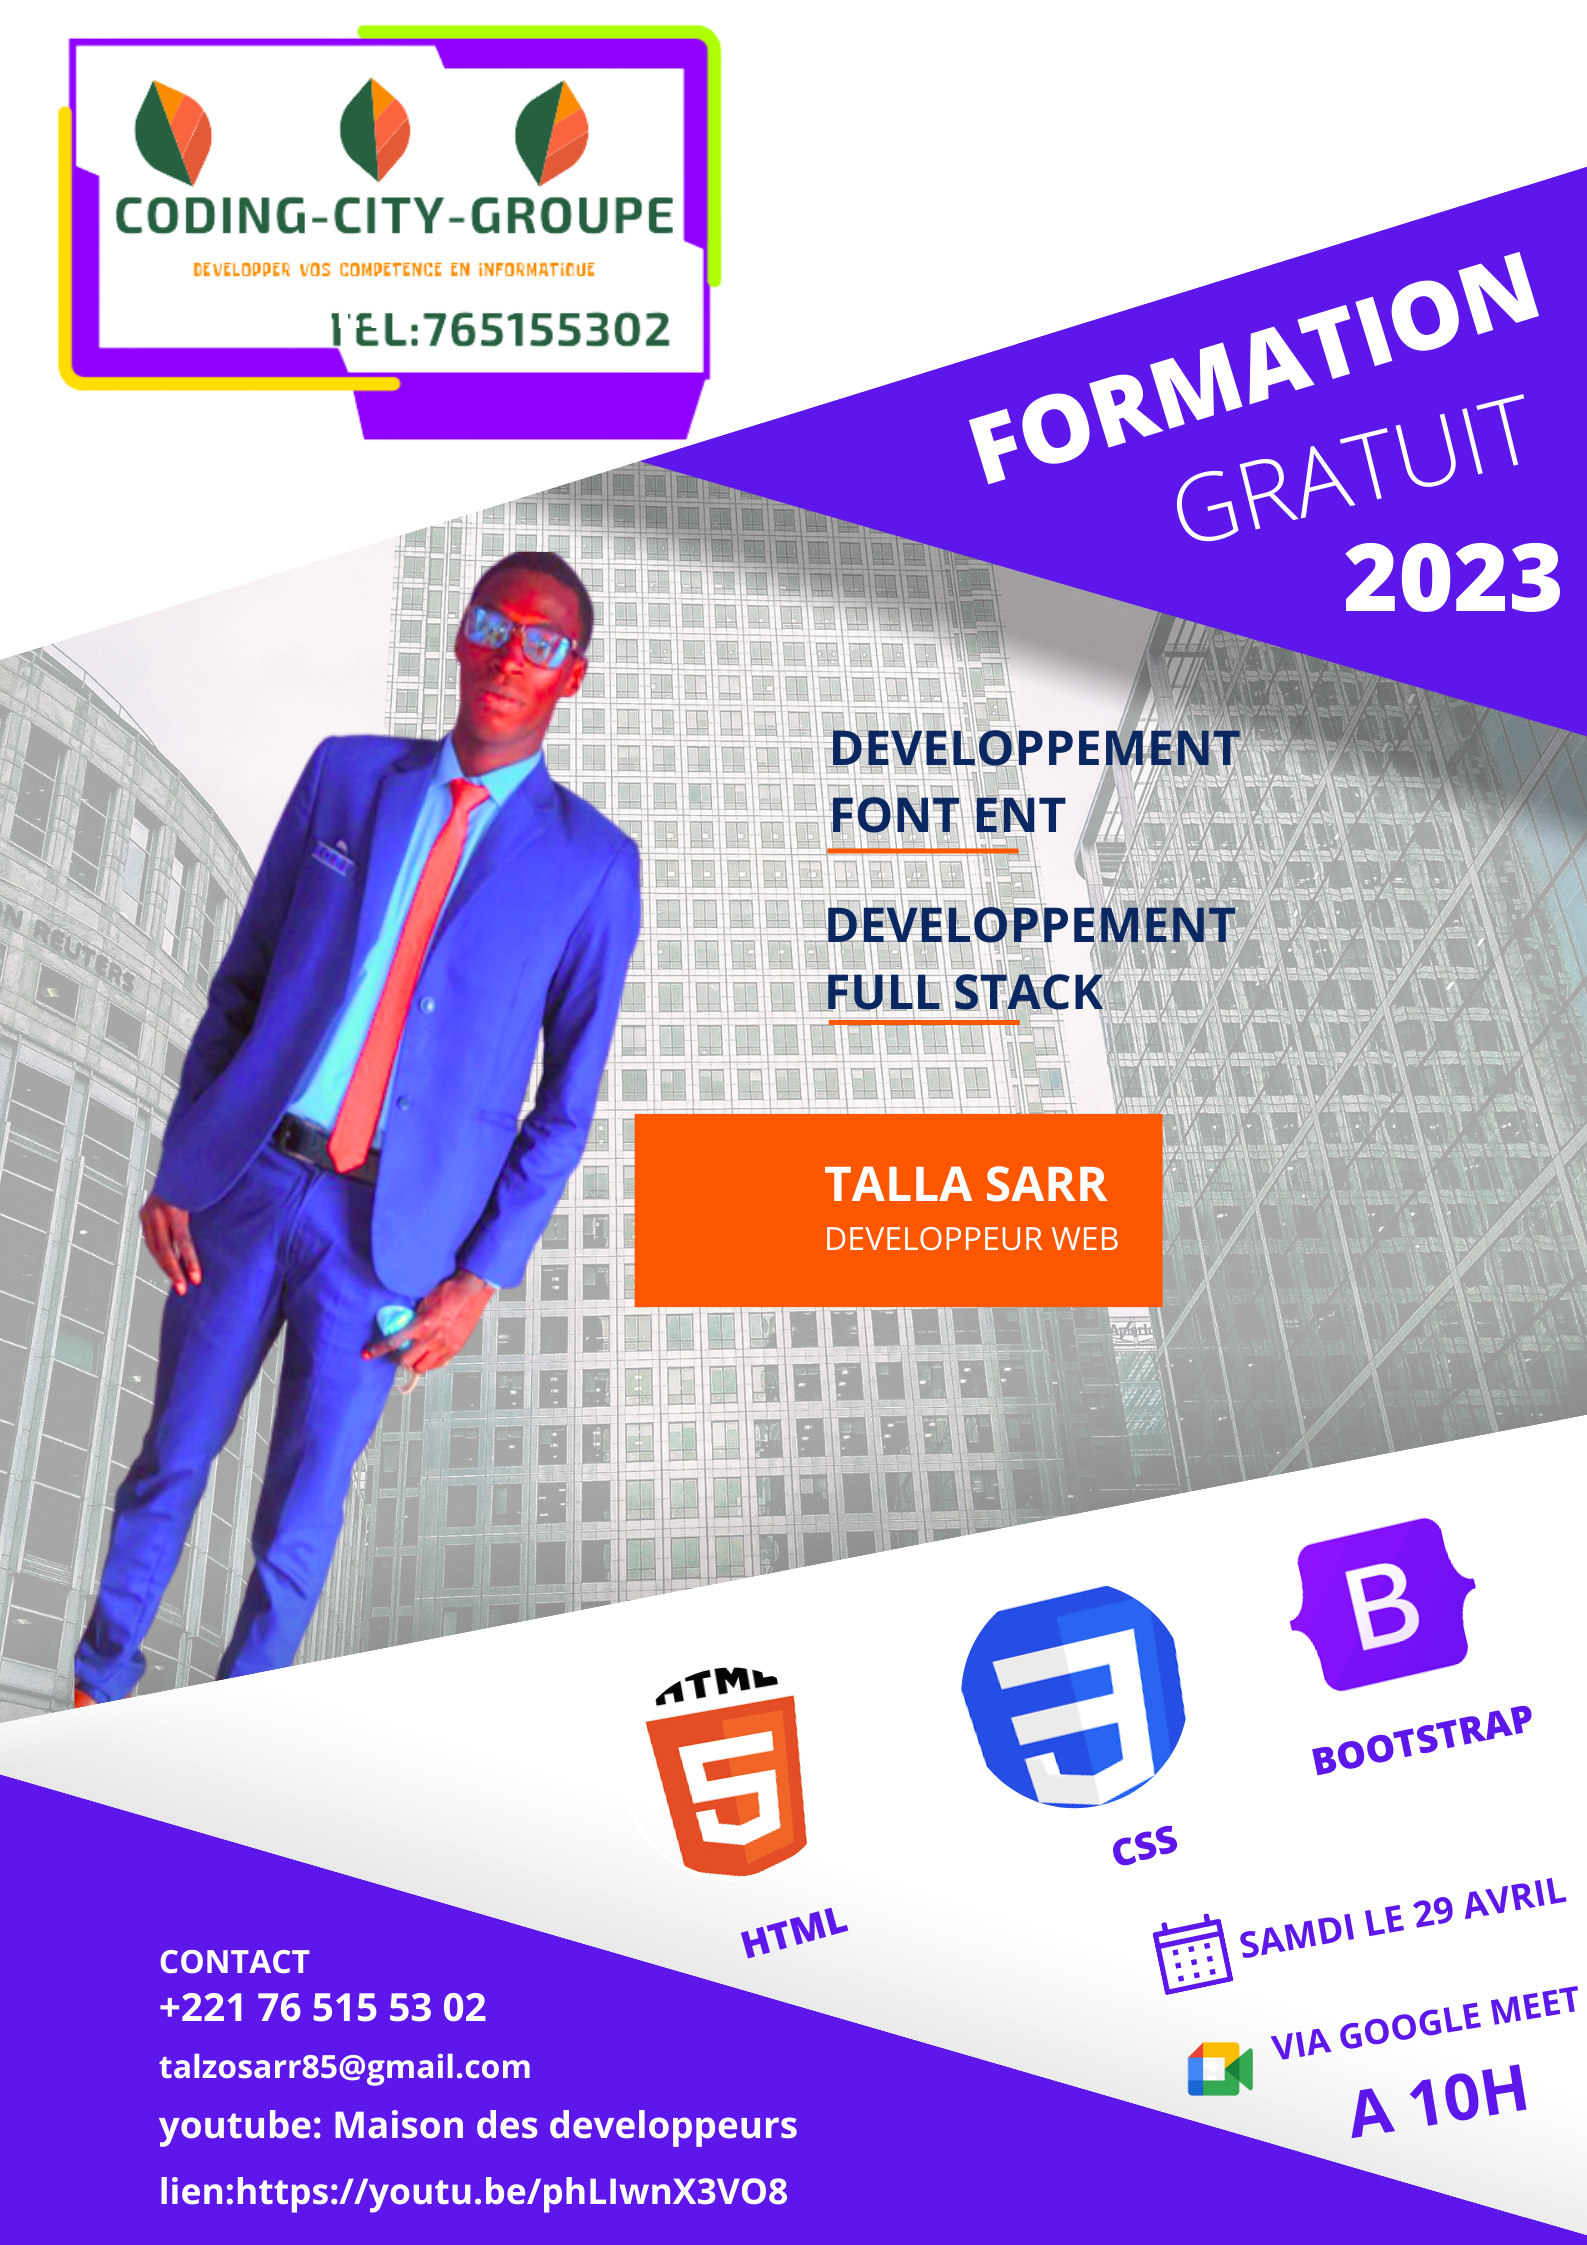 CODING-CITY-GROUPE
DEVELOPPER VOS COMPETENCE EN INFORMATIQUE
TEL:765155302
FORMATION
GRATUIT
2023
DEVELOPPEMENT
FONT ENT
DEVELOPPEMENT
FULL STACK
N REUTERS
TALLA SARR
DEVELOPPEUR WEB
HTML
B
BOOTSTRAP
CSS
HTML
SAMDI LE 29 AVRIL
VIA GOOGLE MEET
A 10H
CONTACT
+221 76 515 53 02
talzosarr85@gmail.com
youtube: Maison des developpeurs
lien:https://youtu.be/phLIwnX3VO8